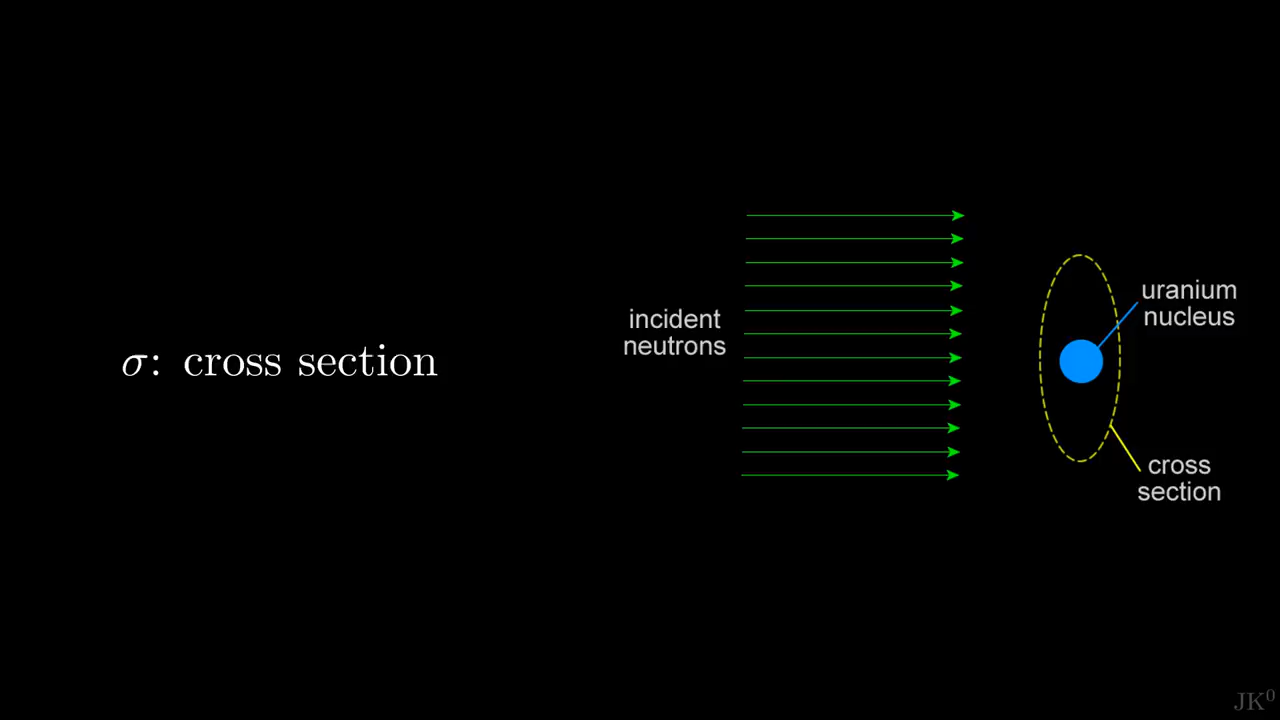 σ: cross section
incident
neutrons
uranium
nucleus
cross
section
JK⁰